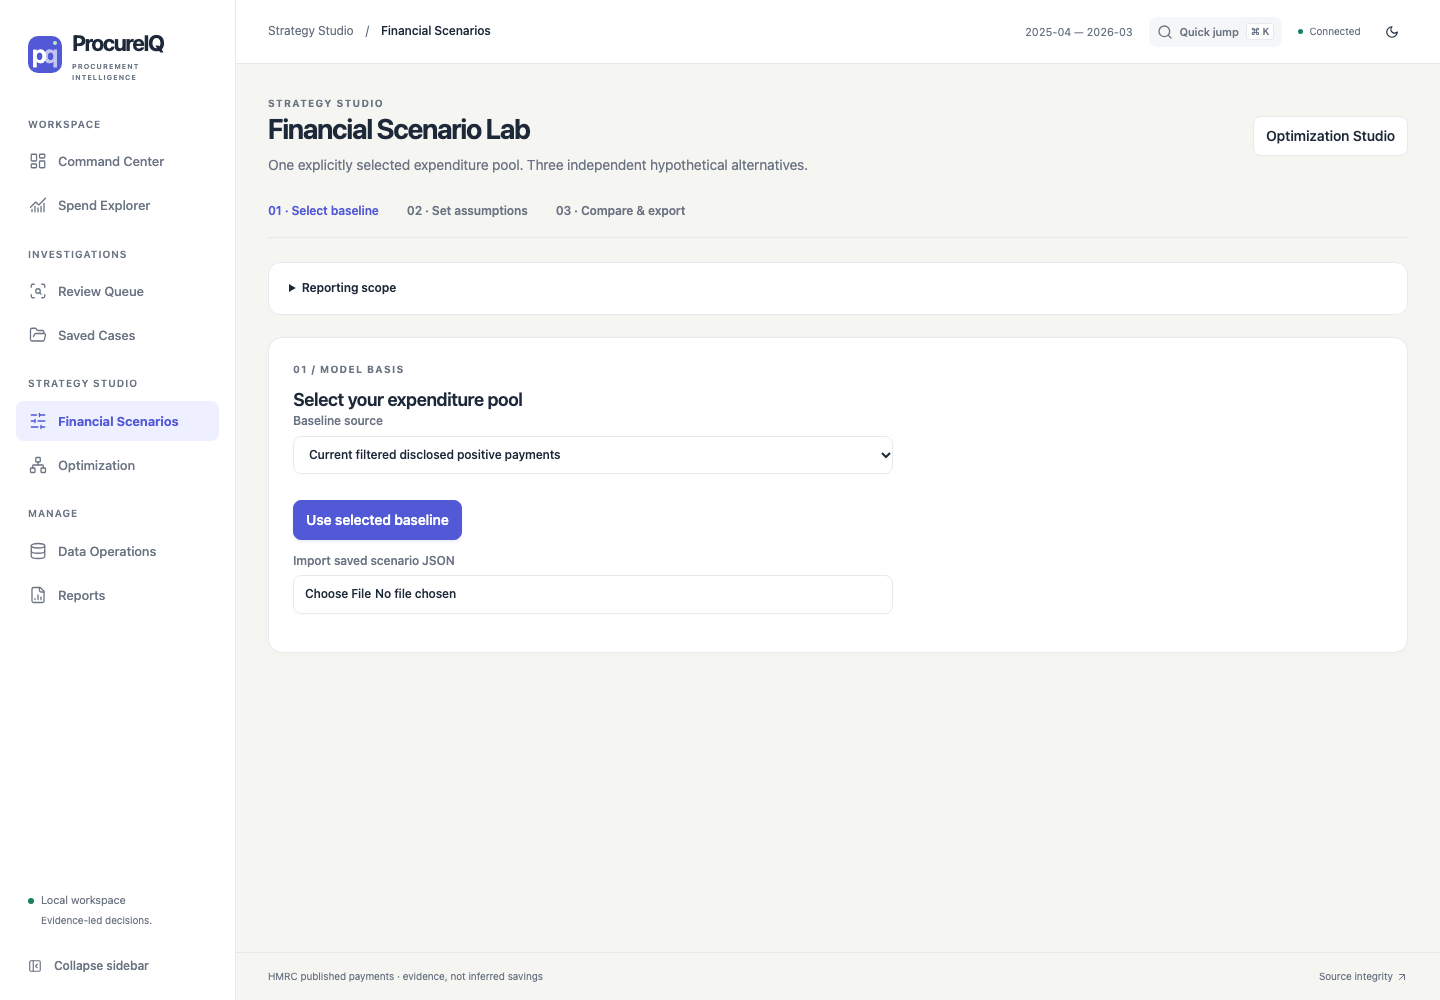 pq
ProcureIQ
PROCUREMENT
INTELLIGENCE
WORKSPACE
Command Center
Spend Explorer
INVESTIGATIONS
Review Queue
Saved Cases
STRATEGY STUDIO
Financial Scenarios
Optimization
MANAGE
Data Operations
Reports
Local workspace
Evidence-led decisions.
Collapse sidebar
Strategy Studio / Financial Scenarios
2025-04 — 2026-03
Quick jump ⌘ K
Connected
STRATEGY STUDIO
Financial Scenario Lab
One explicitly selected expenditure pool. Three independent hypothetical alternatives.
Optimization Studio
01 · Select baseline 02 · Set assumptions 03 · Compare & export
Reporting scope
01 / MODEL BASIS
Select your expenditure pool
Baseline source
Current filtered disclosed positive payments
Use selected baseline
Import saved scenario JSON
Choose File No file chosen
HMRC published payments · evidence, not inferred savings
Source integrity